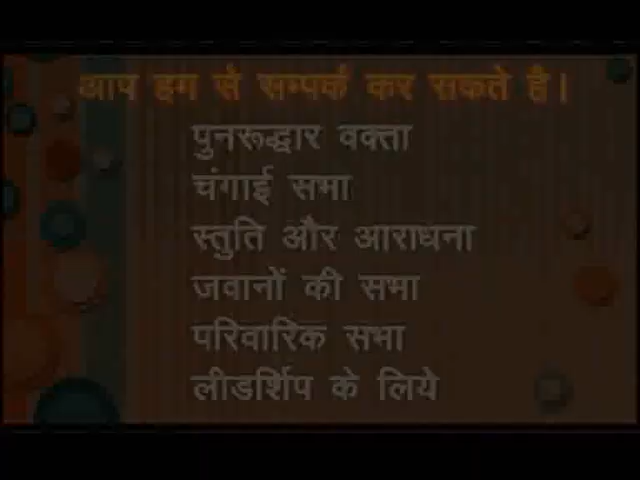 आप हम से सम्पर्क कर सकते है।
पुनरूद्धार वक्ता
चंगाई सभा
स्तुति और आराधना
जवानों की सभा
परिवारिक सभा
लीडर्शिप के लिये